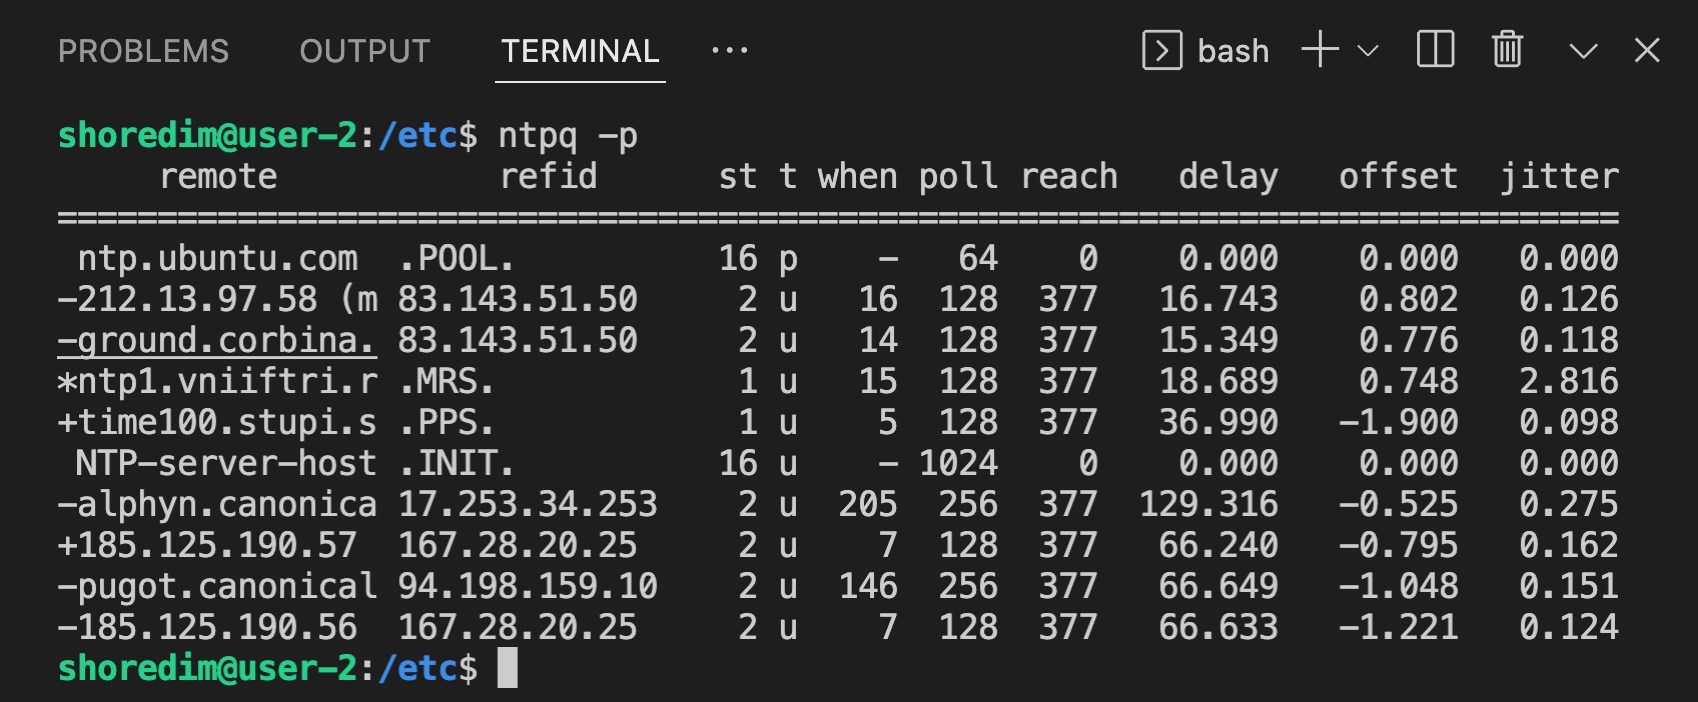 PROBLEMS OUTPUT TERMINAL ··· bash
shoredim@user-2:/etc$ ntpq -p
     remote           refid      st t when poll reach   delay   offset  jitter
==============================================================================
 ntp.ubuntu.com  .POOL.          16 p    -   64    0    0.000    0.000   0.000
-212.13.97.58 (m 83.143.51.50     2 u   16  128  377   16.743    0.802   0.126
-ground.corbina. 83.143.51.50     2 u   14  128  377   15.349    0.776   0.118
*ntp1.vniiftri.r .MRS.            1 u   15  128  377   18.689    0.748   2.816
+time100.stupi.s .PPS.            1 u    5  128  377   36.990   -1.900   0.098
 NTP-server-host .INIT.          16 u    - 1024    0    0.000    0.000   0.000
-alphyn.canonica 17.253.34.253    2 u  205  256  377  129.316   -0.525   0.275
+185.125.190.57  167.28.20.25     2 u    7  128  377   66.240   -0.795   0.162
-pugot.canonical 94.198.159.10    2 u  146  256  377   66.649   -1.048   0.151
-185.125.190.56  167.28.20.25     2 u    7  128  377   66.633   -1.221   0.124
shoredim@user-2:/etc$